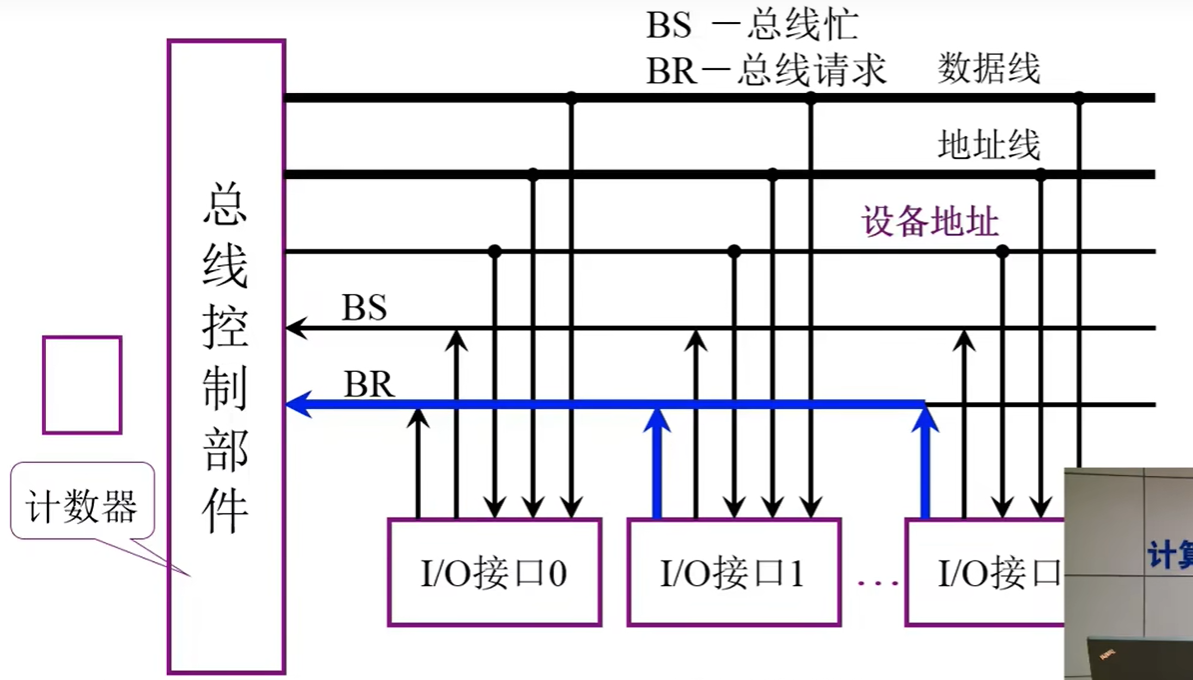 BS －总线忙
BR－总线请求
数据线
地址线
设备地址
BS
BR
总线控制部件
计数器
I/O接口0
I/O接口1
…
I/O接口